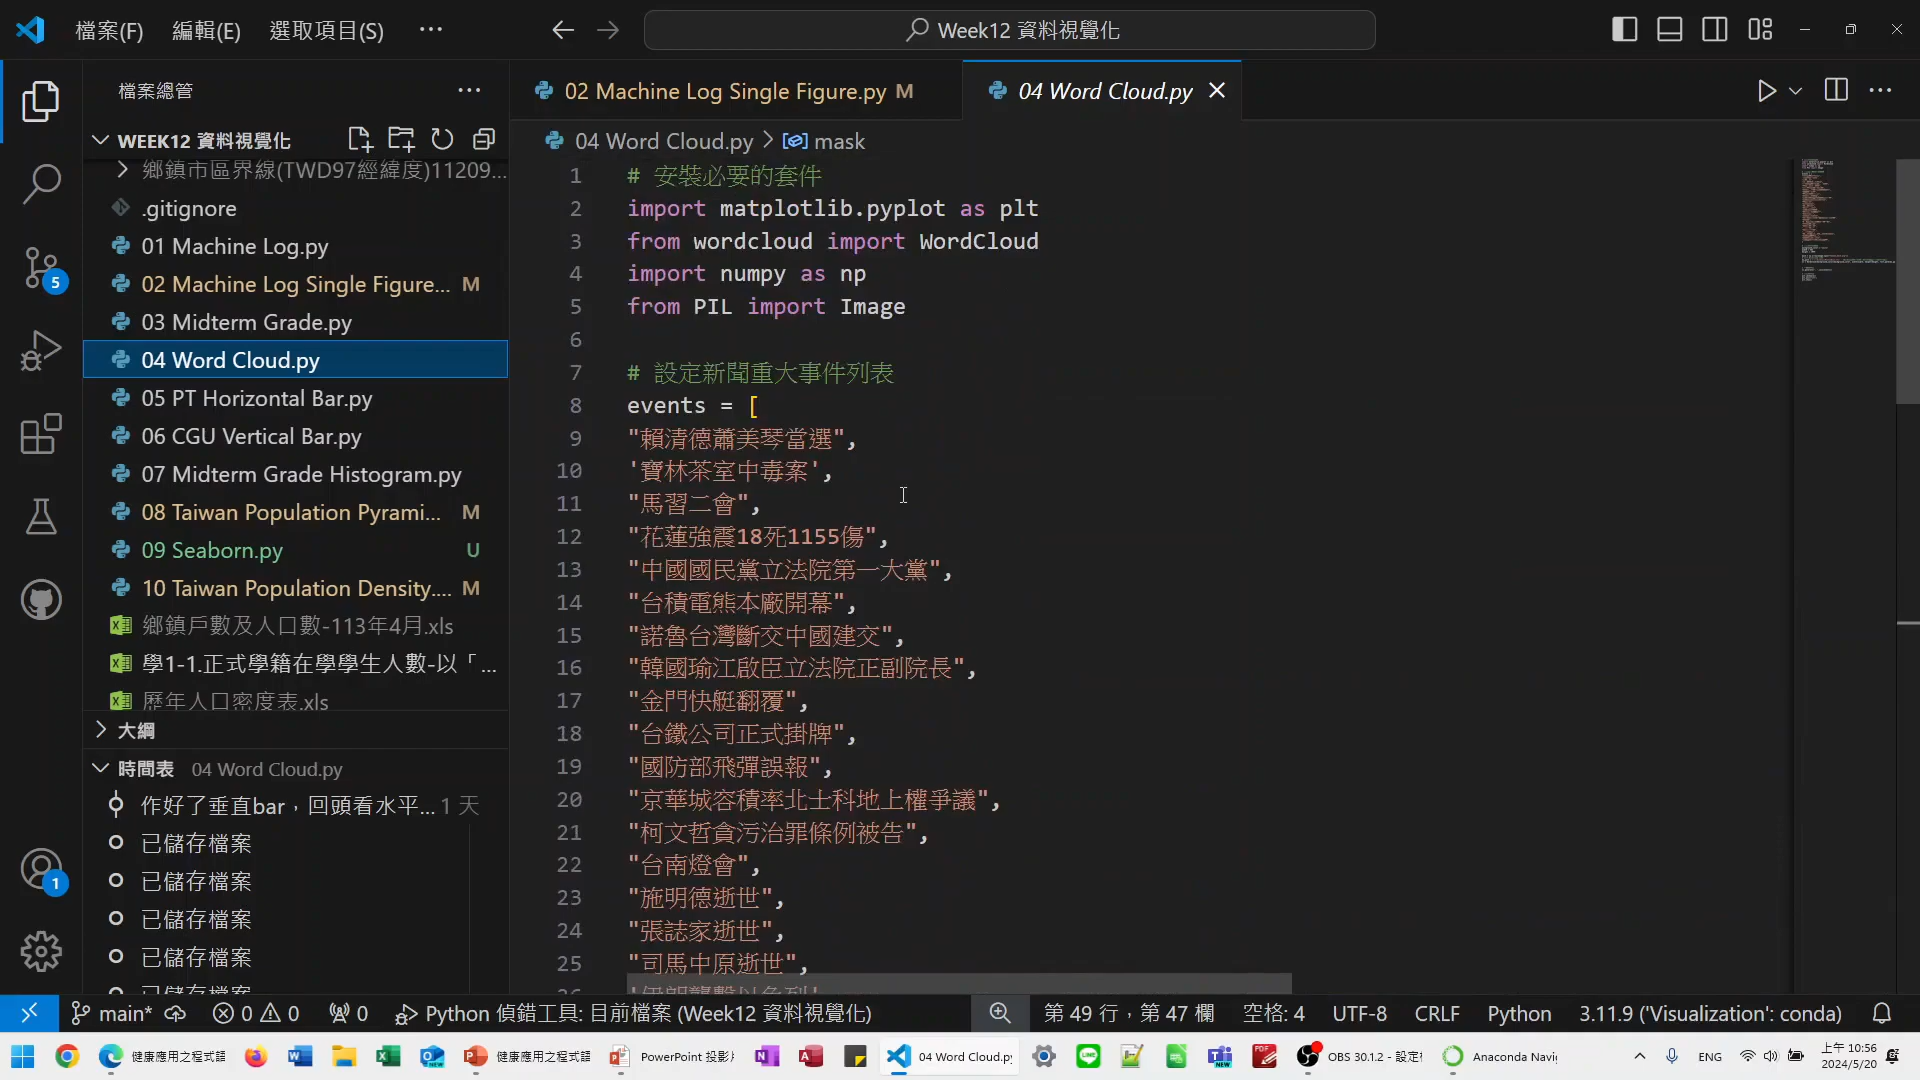 檔案(F) 編輯(E) 選取項目(S) ··· Week12 資料視覺化
檔案總管
WEEK12 資料視覺化
鄉鎮市區界線(TWD97經緯度)11209...
.gitignore
01 Machine Log.py
02 Machine Log Single Figure... M
03 Midterm Grade.py
04 Word Cloud.py
05 PT Horizontal Bar.py
06 CGU Vertical Bar.py
07 Midterm Grade Histogram.py
08 Taiwan Population Pyrami... M
09 Seaborn.py U
10 Taiwan Population Density.... M
鄉鎮戶數及人口數-113年4月.xls
學1-1.正式學籍在學學生人數-以「...
歷年人口密度表.xls
大綱
時間表 04 Word Cloud.py
作好了垂直bar，回頭看水平... 1 天
已儲存檔案
已儲存檔案
已儲存檔案
已儲存檔案
已儲存檔案
5
1
02 Machine Log Single Figure.py M 04 Word Cloud.py
04 Word Cloud.py > mask
1 # 安裝必要的套件
2 import matplotlib.pyplot as plt
3 from wordcloud import WordCloud
4 import numpy as np
5 from PIL import Image
6
7 # 設定新聞重大事件列表
8 events = [
9 "賴清德蕭美琴當選",
10 '寶林茶室中毒案',
11 "馬習二會",
12 "花蓮強震18死1155傷",
13 "中國國民黨立法院第一大黨",
14 "台積電熊本廠開幕",
15 "諾魯台灣斷交中國建交",
16 "韓國瑜江啟臣立法院正副院長",
17 "金門快艇翻覆",
18 "台鐵公司正式掛牌",
19 "國防部飛彈誤報",
20 "京華城容積率北士科地上權爭議",
21 "柯文哲貪污治罪條例被告",
22 "台南燈會",
23 "施明德逝世",
24 "張誌家逝世",
25 "司馬中原逝世",
main* 0 0 0 Python 偵錯工具: 目前檔案 (Week12 資料視覺化) 第 49 行，第 47 欄 空格: 4 UTF-8 CRLF Python 3.11.9 ('Visualization': conda)
健康應用之程式語 健康應用之程式語 PowerPoint 投影片 04 Word Cloud.py OBS 30.1.2 - 設定 Anaconda Navi ENG 上午 10:56
2024/5/20